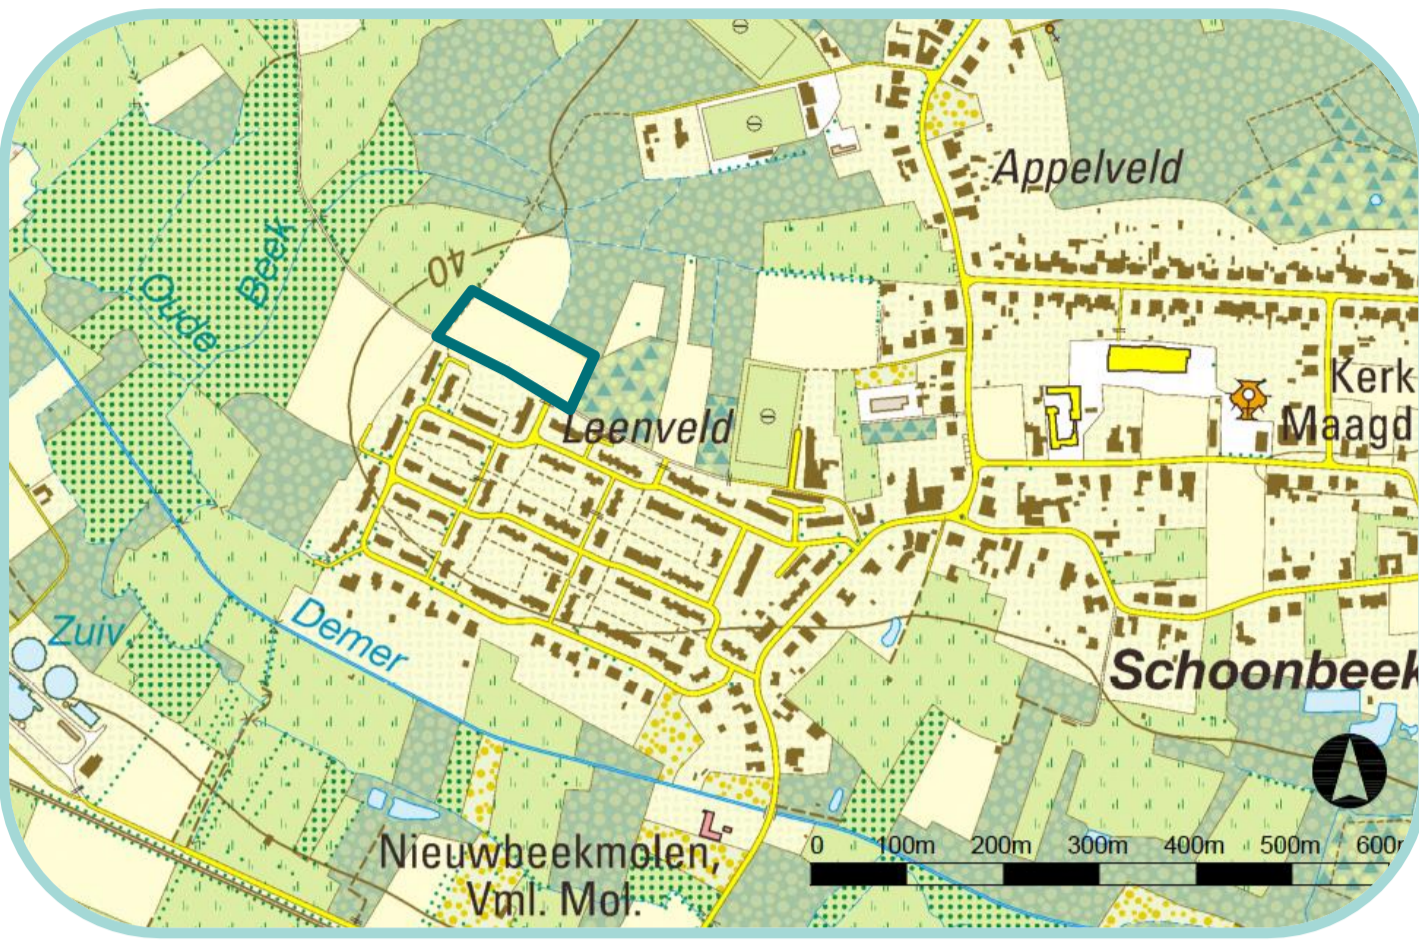 Appelveld
Beek
Oude
40
Kerk
Maagd
Leenveld
Zuiv.
Demer
Schoonbeek
Nieuwbeekmolen,
Vml. Mol.
0 100m 200m 300m 400m 500m 600m